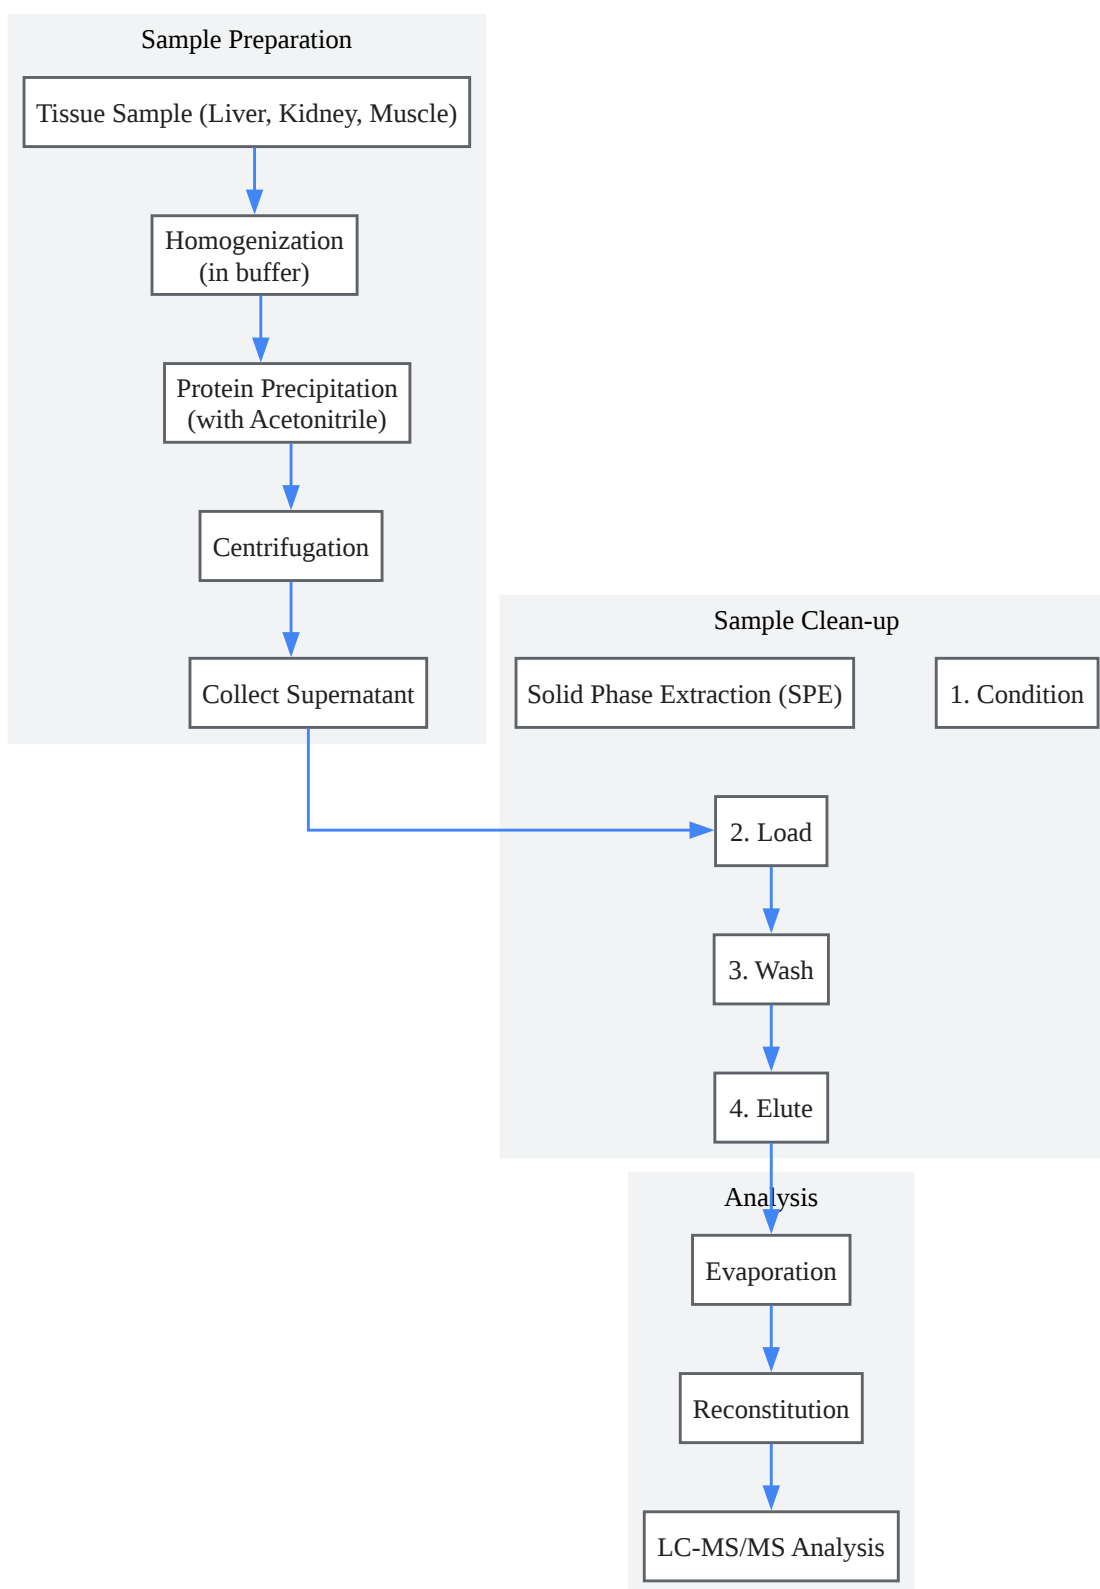 Sample Preparation
Tissue Sample (Liver, Kidney, Muscle)
Homogenization
(in buffer)
Protein Precipitation
(with Acetonitrile)
Centrifugation
Collect Supernatant
Sample Clean-up
Solid Phase Extraction (SPE)
1. Condition
2. Load
3. Wash
4. Elute
Analysis
Evaporation
Reconstitution
LC-MS/MS Analysis